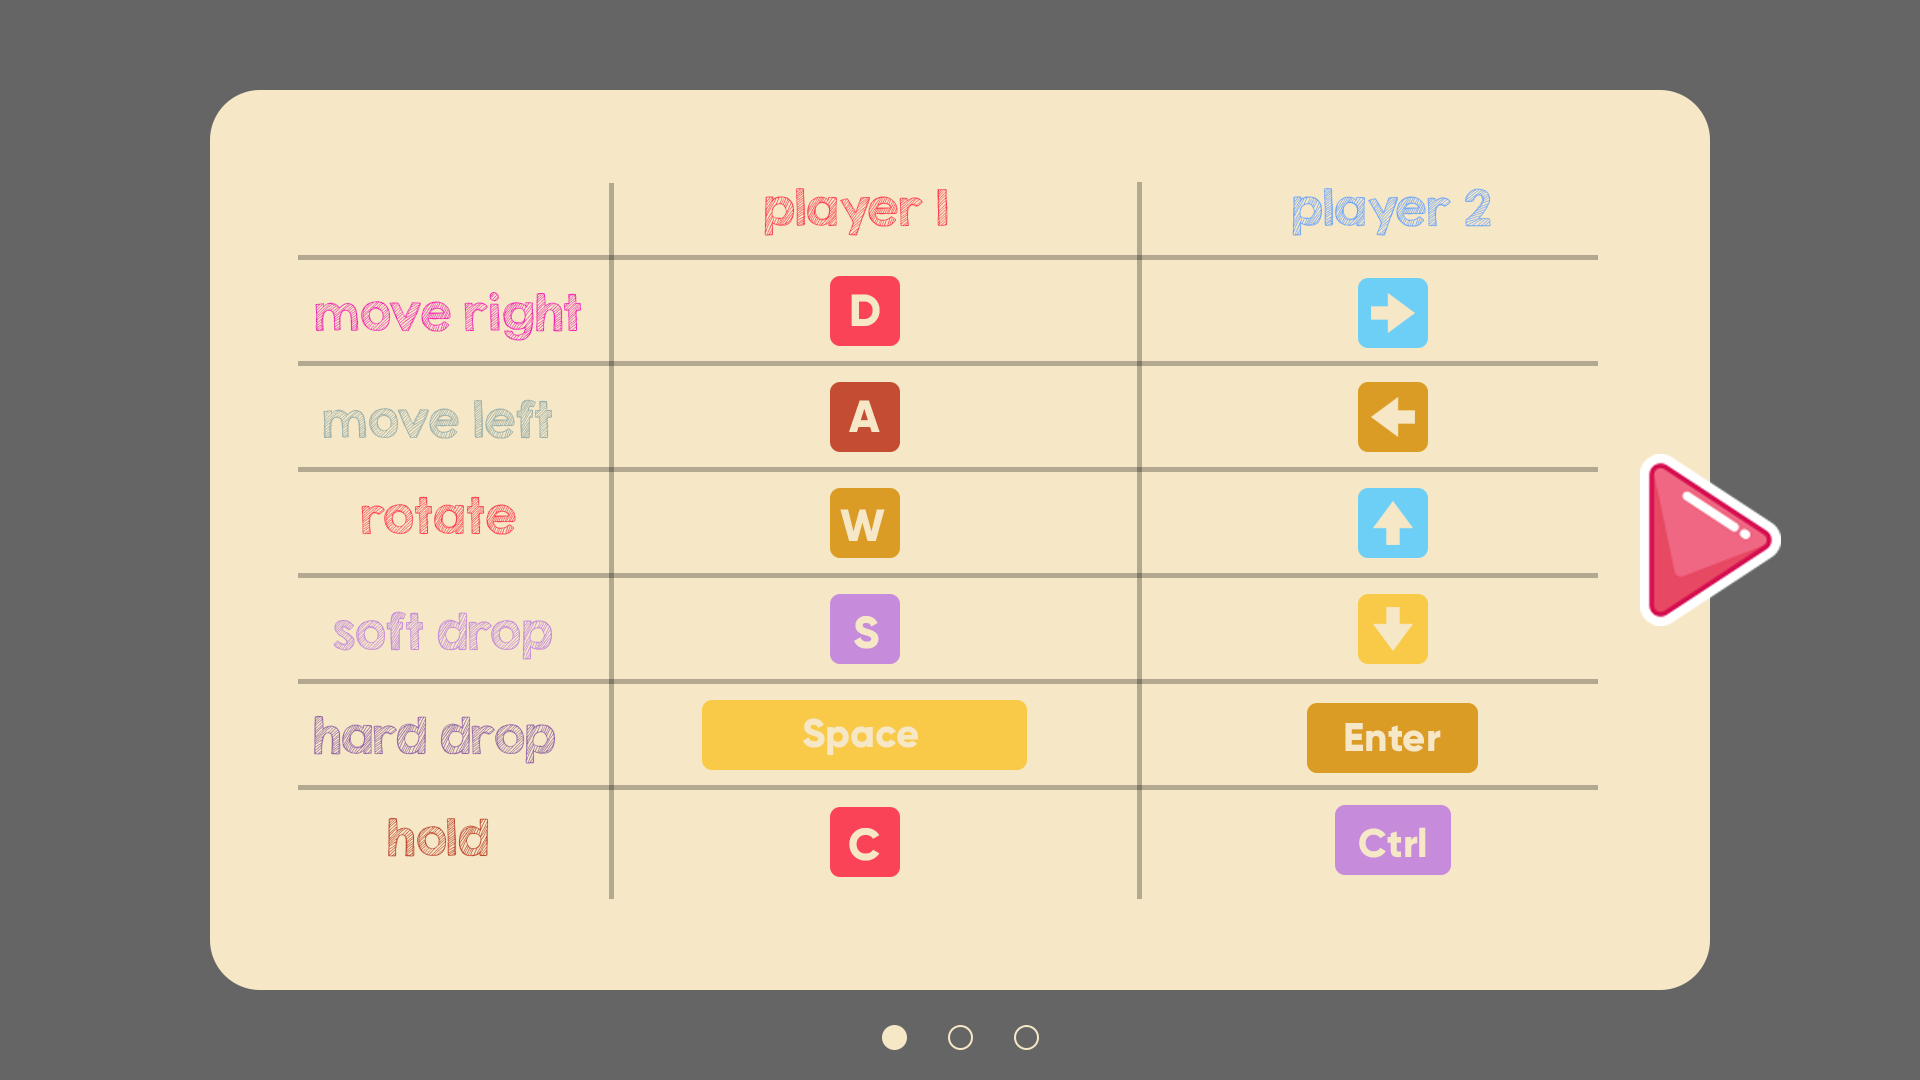 player 1 player 2
move right D
move left A
rotate W
soft drop S
hard drop Space Enter
hold C Ctrl